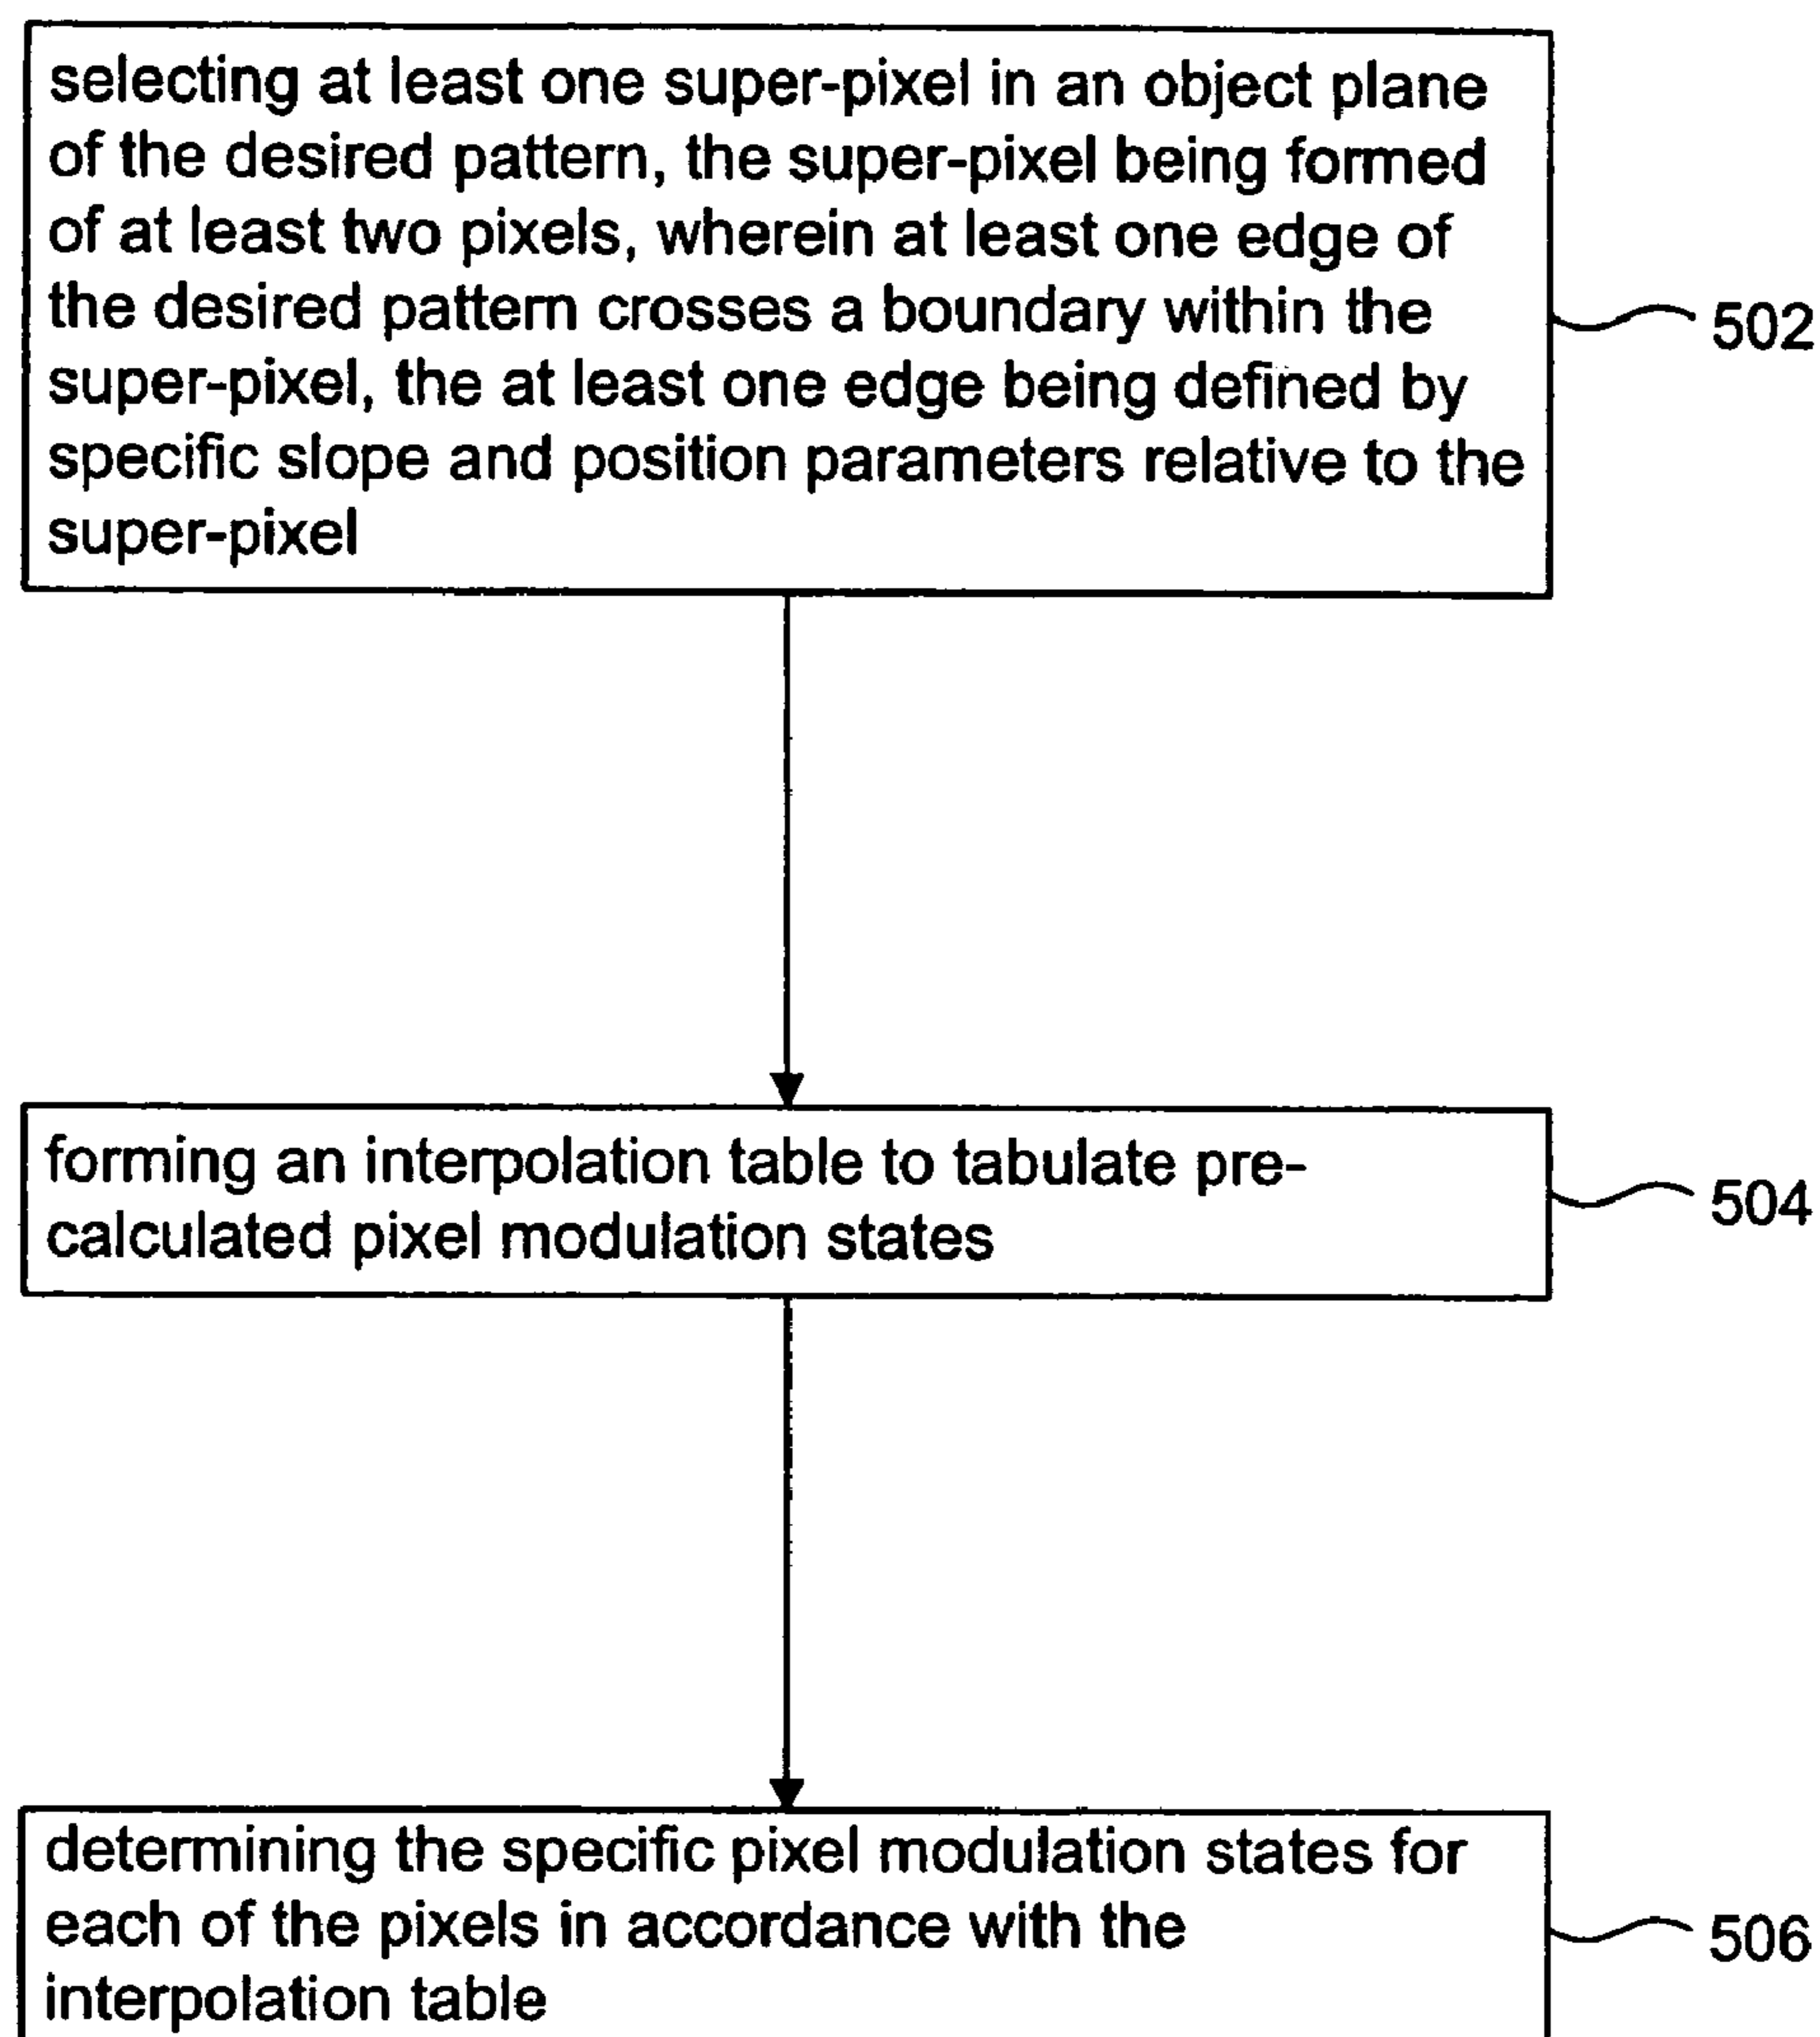 selecting at least one super-pixel in an object plane
of the desired pattern, the super-pixel being formed
of at least two pixels, wherein at least one edge of
the desired pattern crosses a boundary within the
super-pixel, the at least one edge being defined by
specific slope and position parameters relative to the
super-pixel
502
forming an interpolation table to tabulate pre-
calculated pixel modulation states
504
determining the specific pixel modulation states for
each of the pixels in accordance with the
interpolation table
506